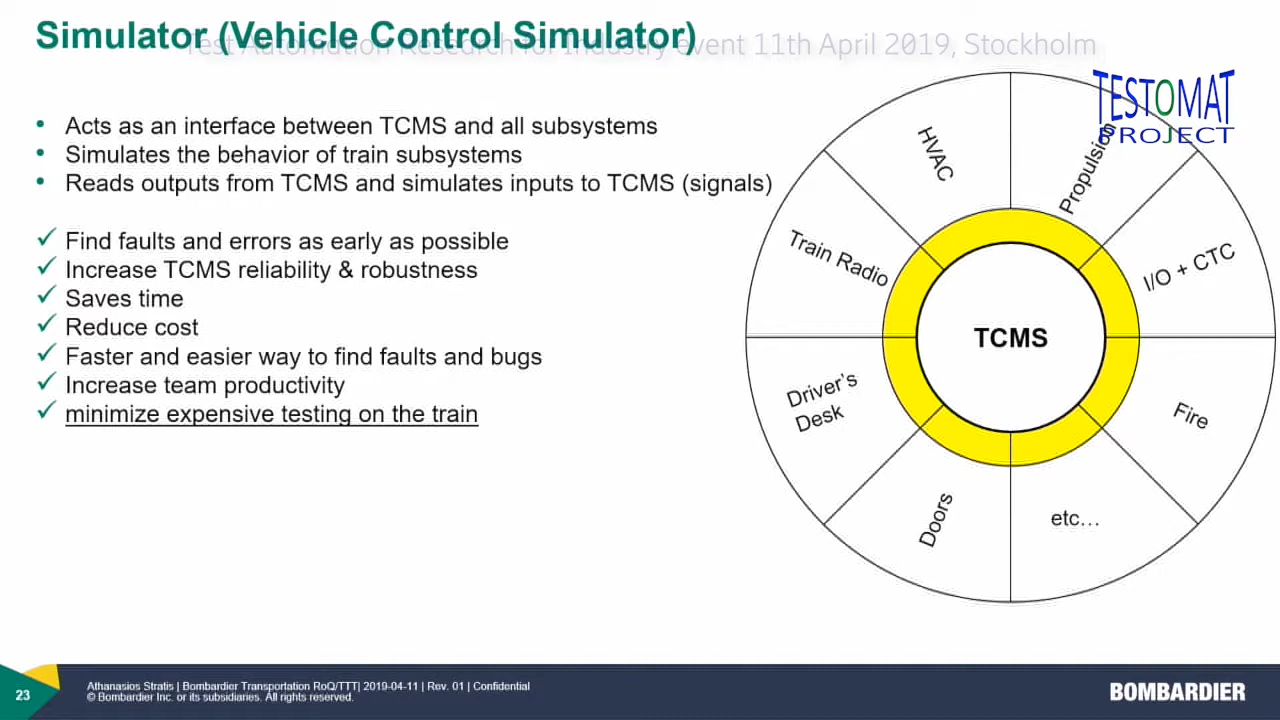 Simulator (Vehicle Control Simulator)
Test Automation Research for Industry event 11th April 2019, Stockholm
TESTOMAT
PROJECT
• Acts as an interface between TCMS and all subsystems
• Simulates the behavior of train subsystems
• Reads outputs from TCMS and simulates inputs to TCMS (signals)
✓ Find faults and errors as early as possible
✓ Increase TCMS reliability & robustness
✓ Saves time
✓ Reduce cost
✓ Faster and easier way to find faults and bugs
✓ Increase team productivity
✓ minimize expensive testing on the train
HVAC
Propulsion
Train Radio
I/O + CTC
TCMS
Driver's
Desk
Fire
Doors
etc...
23
Athanasios Stratis | Bombardier Transportation RoQ/TTT| 2019-04-11 | Rev. 01 | Confidential
© Bombardier Inc. or its subsidiaries. All rights reserved.
BOMBARDIER